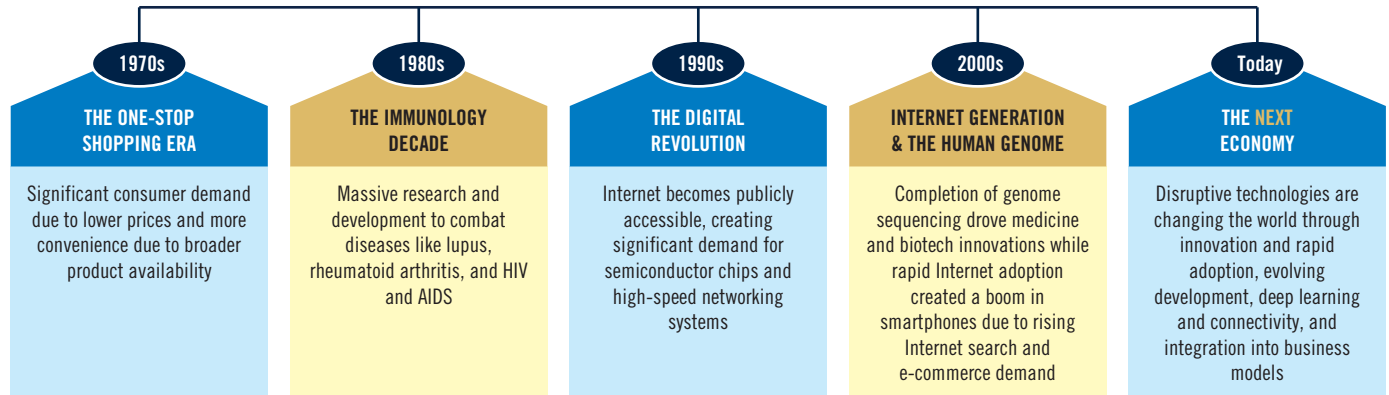 1970s
THE ONE-STOP
SHOPPING ERA
Significant consumer demand
due to lower prices and more
convenience due to broader
product availability
1980s
THE IMMUNOLOGY
DECADE
Massive research and
development to combat
diseases like lupus,
rheumatoid arthritis, and HIV
and AIDS
1990s
THE DIGITAL
REVOLUTION
Internet becomes publicly
accessible, creating
significant demand for
semiconductor chips and
high-speed networking
systems
2000s
INTERNET GENERATION
& THE HUMAN GENOME
Completion of genome
sequencing drove medicine
and biotech innovations while
rapid Internet adoption
created a boom in
smartphones due to rising
Internet search and
e-commerce demand
Today
THE NEXT
ECONOMY
Disruptive technologies are
changing the world through
innovation and rapid
adoption, evolving
development, deep learning
and connectivity, and
integration into business
models